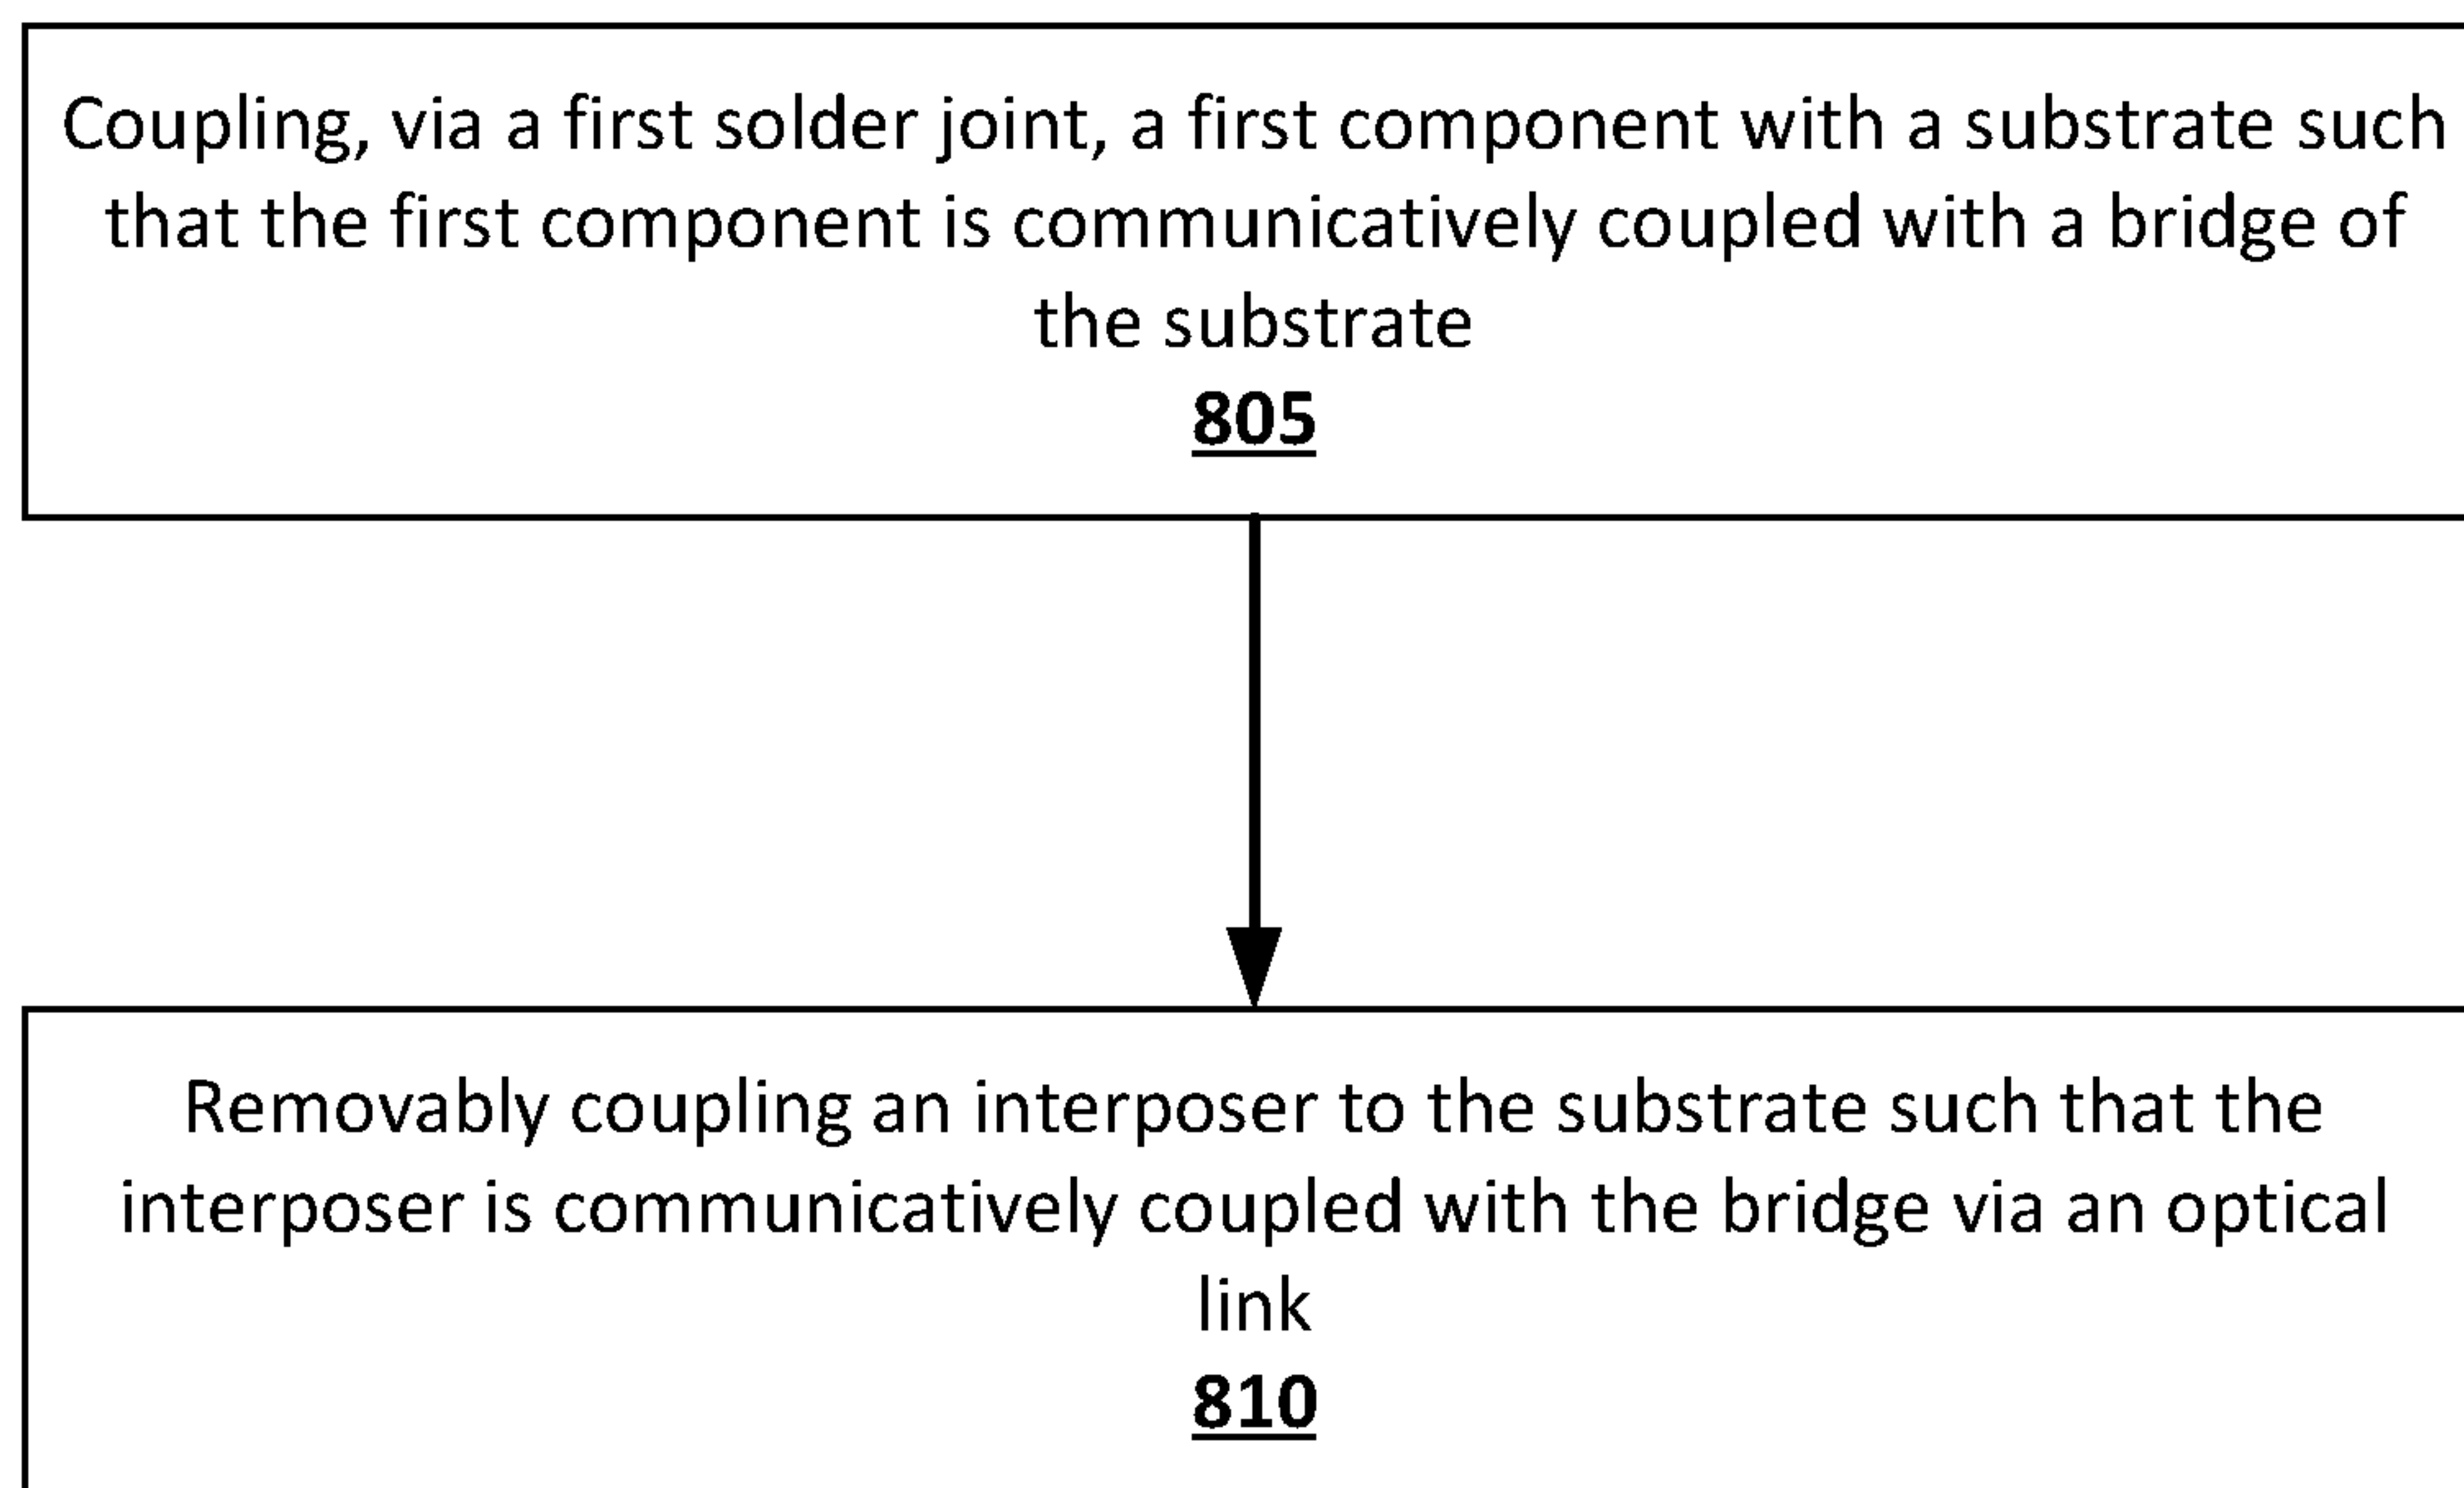 Coupling, via a first solder joint, a first component with a substrate such
that the first component is communicatively coupled with a bridge of
the substrate
805
Removably coupling an interposer to the substrate such that the
interposer is communicatively coupled with the bridge via an optical
link
810